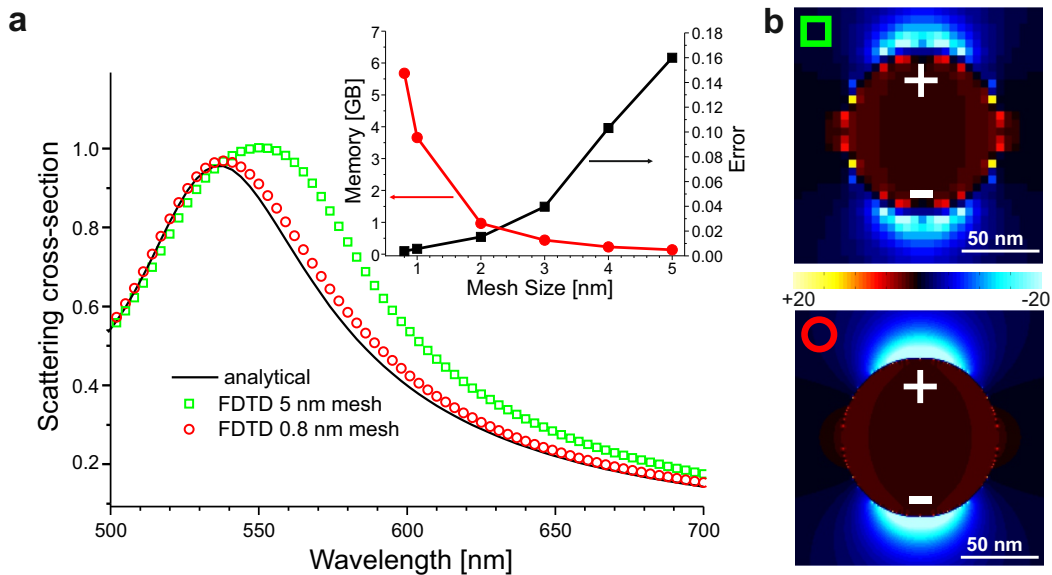 a
b
7
6
5
4
3
2
1
0
Memory [GB]
0.18
0.16
0.14
0.12
0.10
0.08
0.06
0.04
0.02
0.00
Error
1 2 3 4 5
Mesh Size [nm]
1.0
0.8
0.6
0.4
0.2
Scattering cross-section
analytical
FDTD 5 nm mesh
FDTD 0.8 nm mesh
500 550 600 650 700
Wavelength [nm]
+
−
50 nm
+20 -20
+
−
50 nm